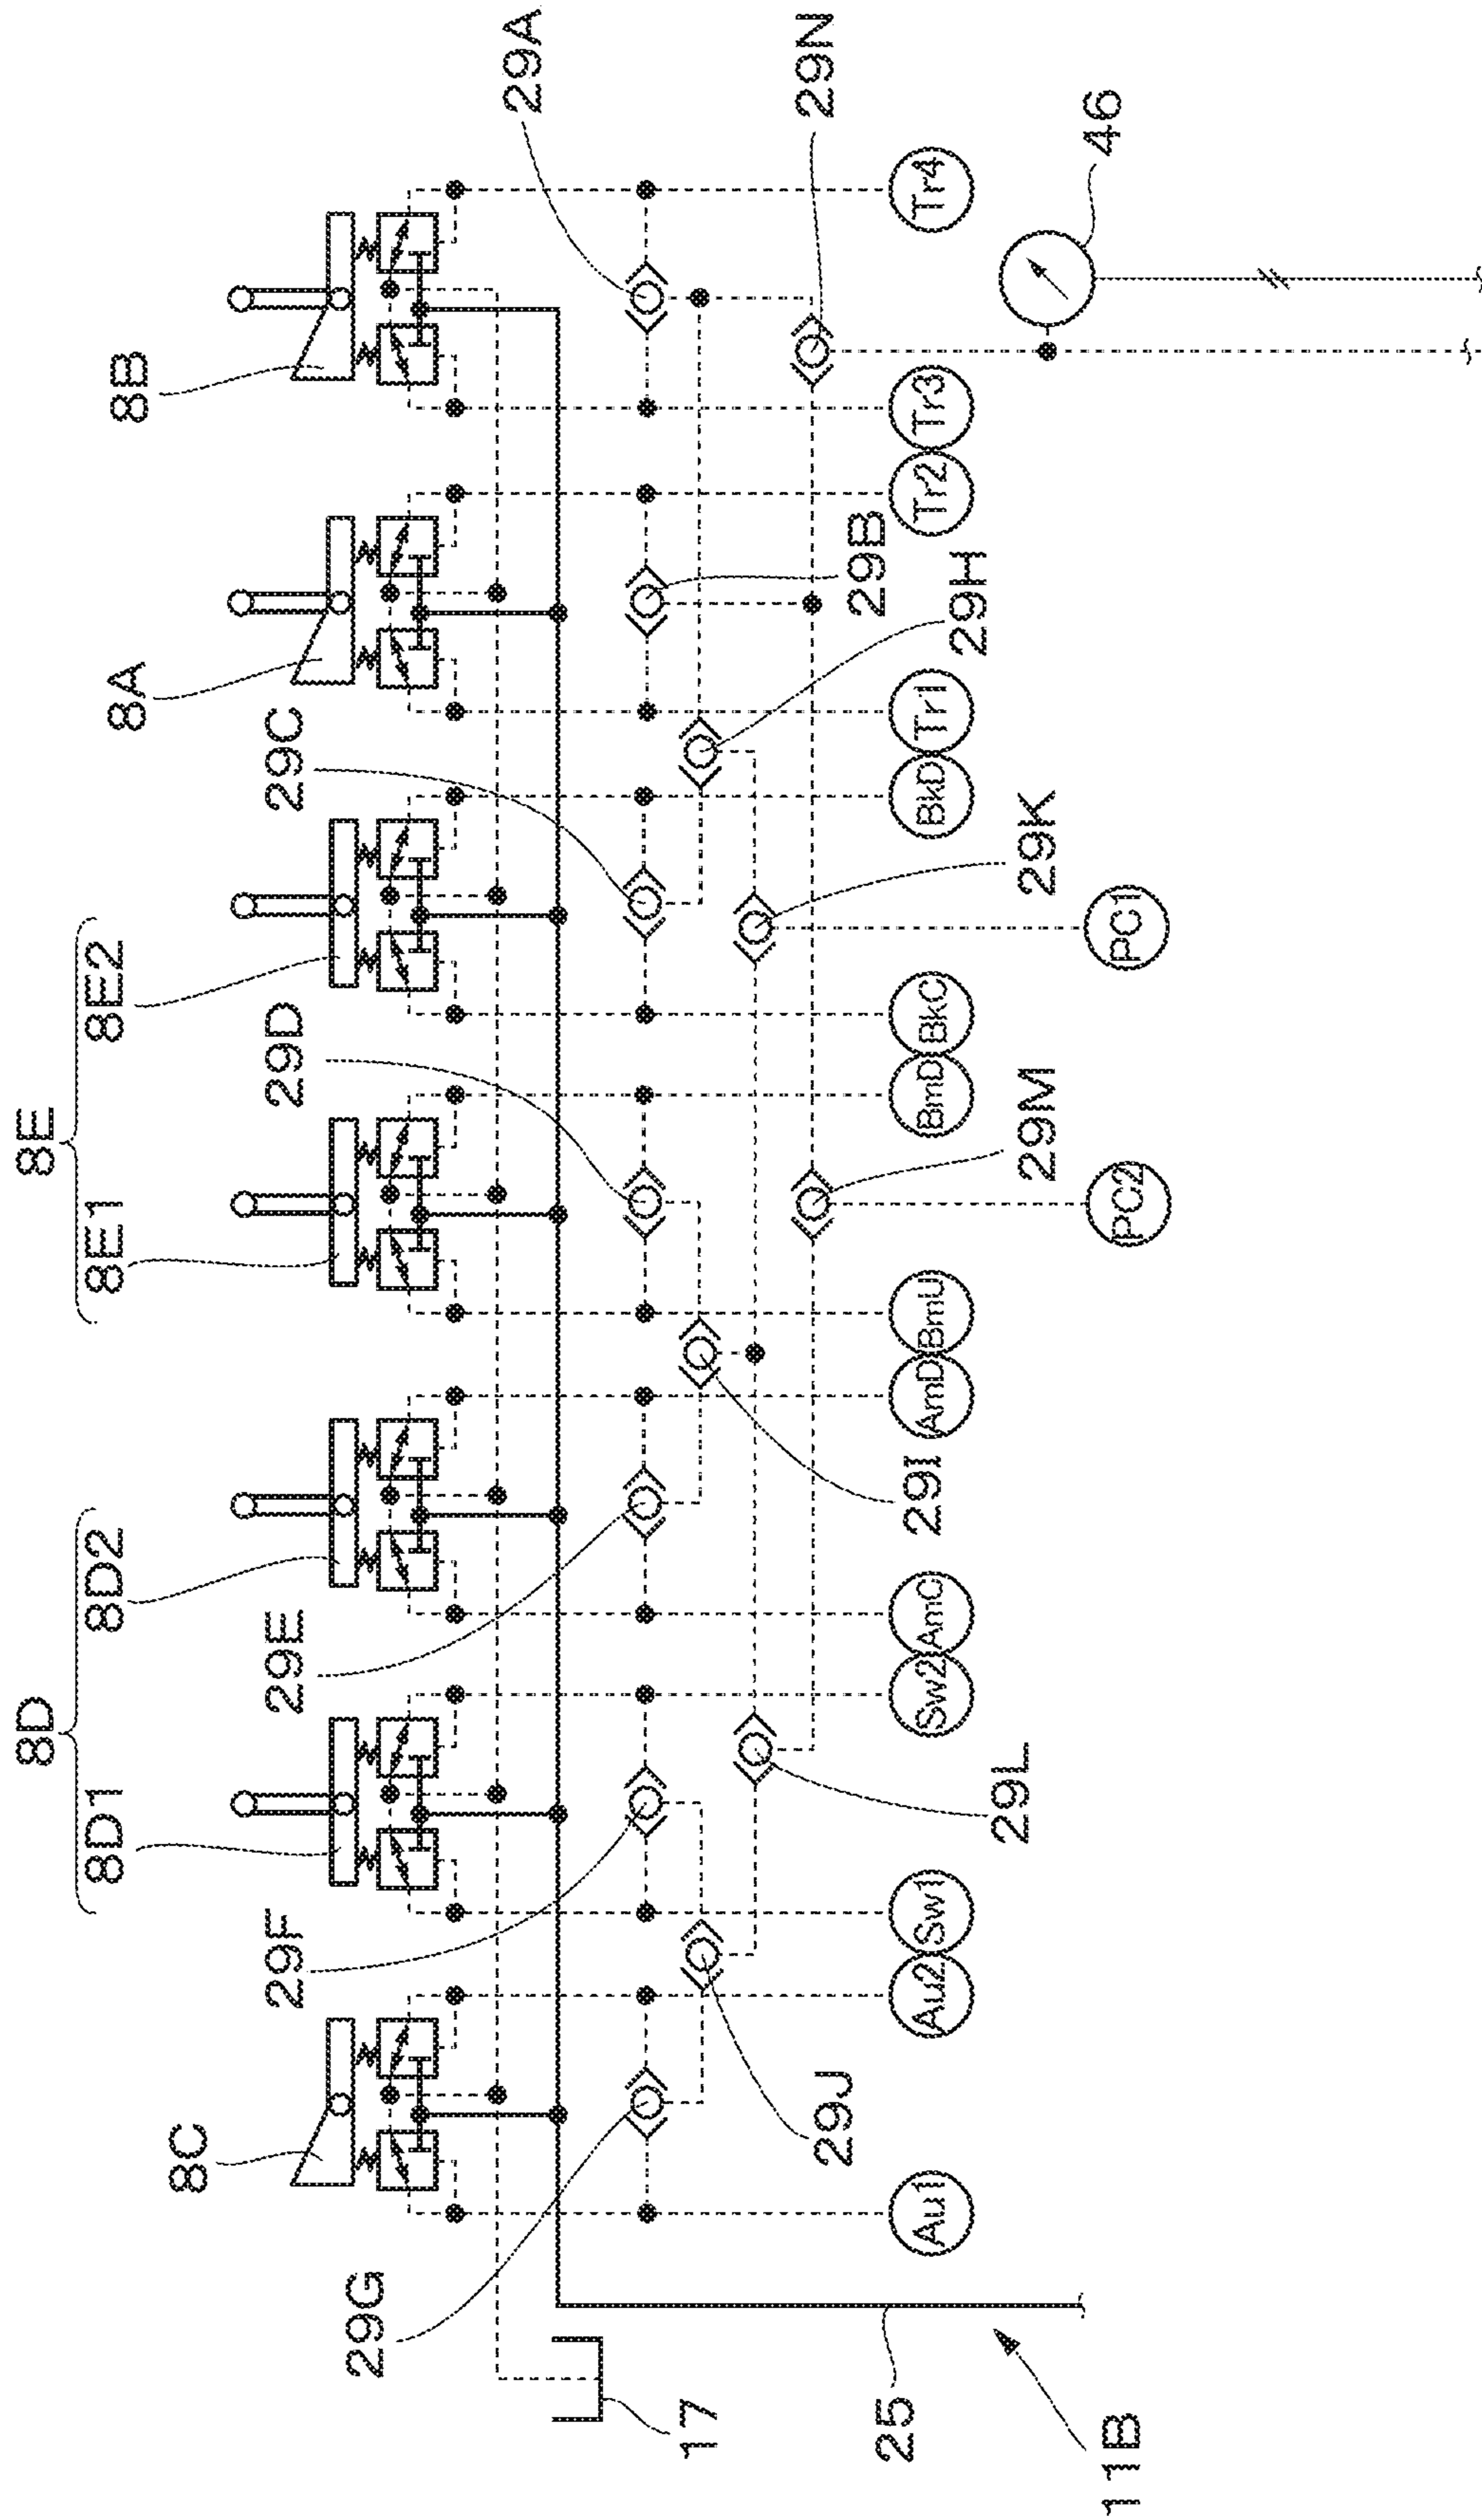 8D
8E
8D1
8D2
8E1
8E2
8A
8B
8C
29F
29E
29D
29C
29G
29A
17
29N
29J
29B
25
29I
Au1
Au2
Sw1
Sw2
AmC
AmD
BmU
BmD
BkC
BkD
Tr1
Tr2
Tr3
Tr4
29H
29L
29M
29K
46
11B
PC2
PC1